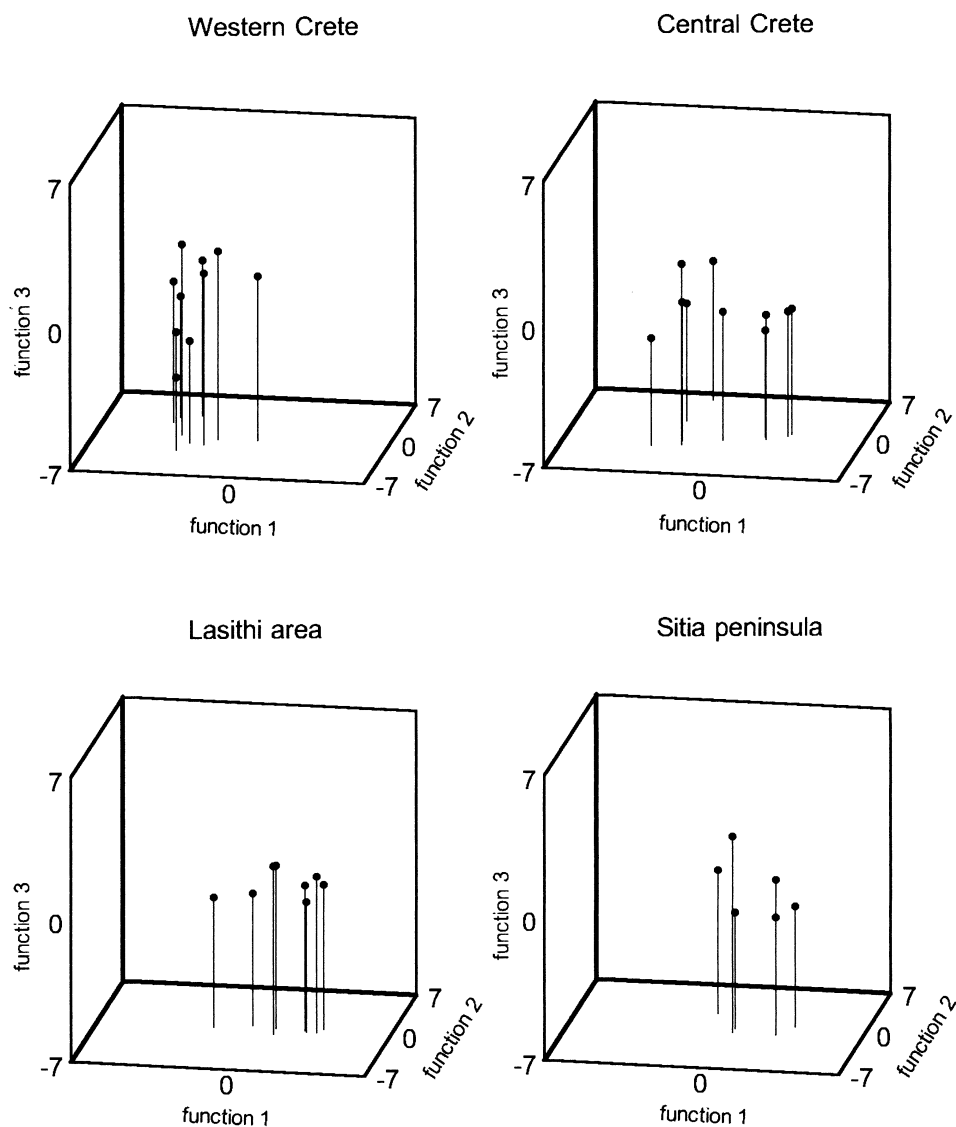 Western Crete
7
0
-7
function 3
0
function 1
7
0
-7
function 2
Central Crete
7
0
-7
function 3
0
function 1
7
0
-7
function 2
Lasithi area
7
0
-7
function 3
0
function 1
7
0
-7
function 2
Sitia peninsula
7
0
-7
function 3
0
function 1
7
0
-7
function 2